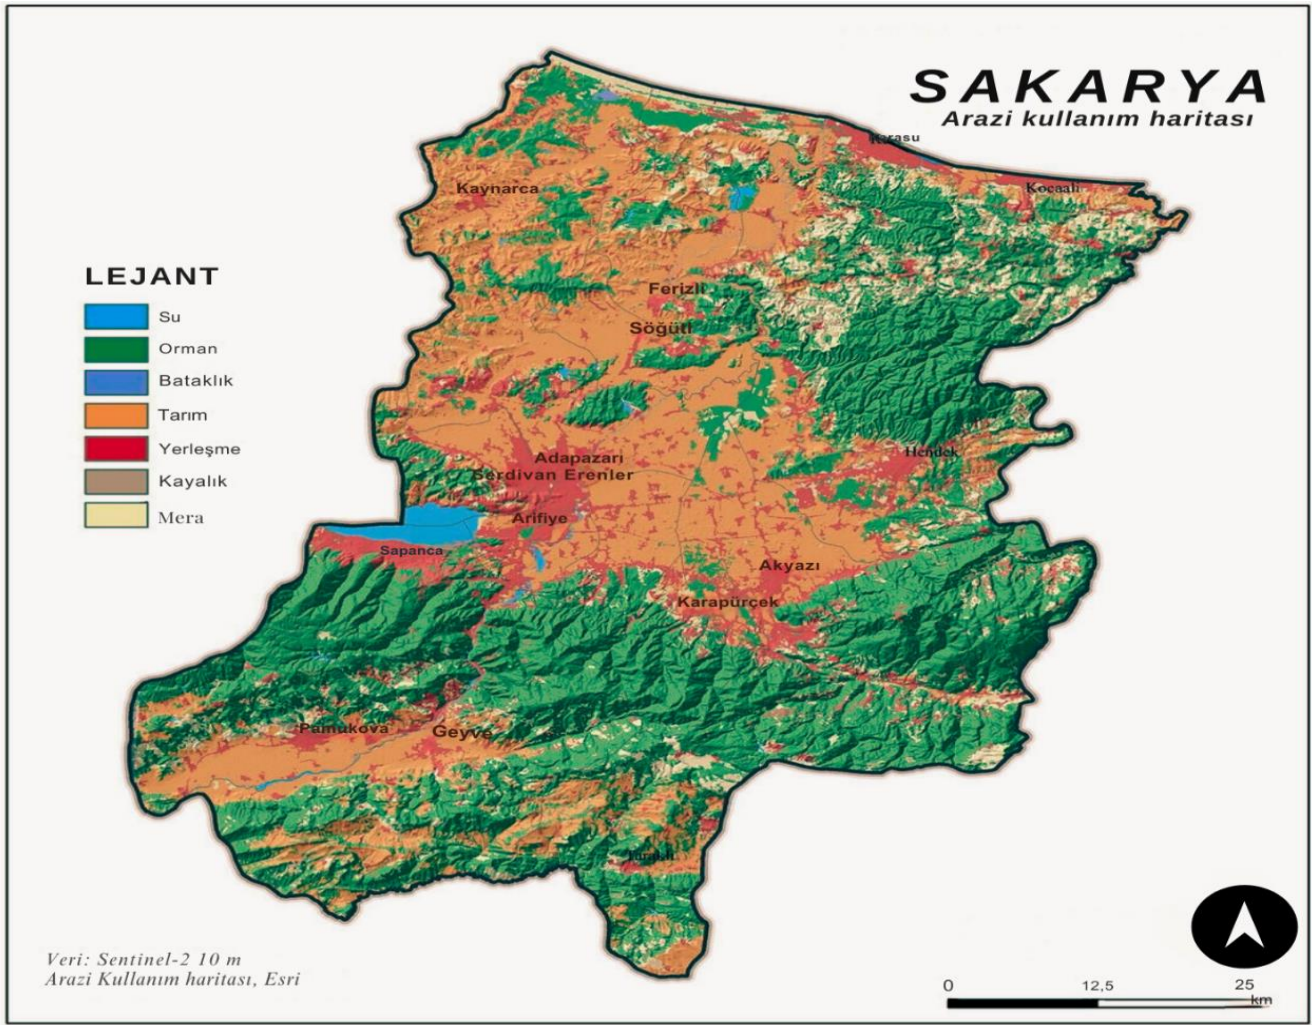 SAKARYA
Arazi kullanım haritası
Karasu
Kocaali
Kaynarca
LEJANT
Su
Orman
Bataklık
Tarım
Yerleşme
Kayalık
Mera
Ferizli
Söğütl
Adapazarı
Serdivan Erenler
Hendek
Arifiye
Sapanca
Akyazı
Karapürçek
Pamukova
Geyve
Taraklı
Veri: Sentinel-2 10 m
Arazi Kullanım haritası, Esri
0 12,5 25
km